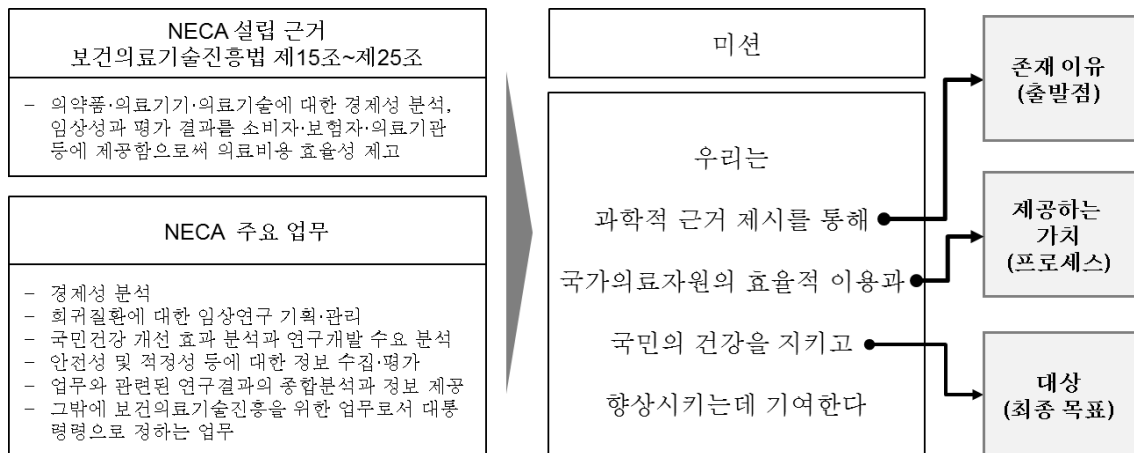 NECA 설립 근거
보건의료기술진흥법 제15조~제25조
– 의약품·의료기기·의료기술에 대한 경제성 분석,
임상성과 평가 결과를 소비자·보험자·의료기관
등에 제공함으로써 의료비용 효율성 제고
NECA 주요 업무
– 경제성 분석
– 희귀질환에 대한 임상연구 기획·관리
– 국민건강 개선 효과 분석과 연구개발 수요 분석
– 안전성 및 적정성 등에 대한 정보 수집·평가
– 업무와 관련된 연구결과의 종합분석과 정보 제공
– 그밖에 보건의료기술진흥을 위한 업무로서 대통
령령으로 정하는 업무
미션
우리는
과학적 근거 제시를 통해
국가의료자원의 효율적 이용과
국민의 건강을 지키고
향상시키는데 기여한다
존재 이유
(출발점)
제공하는
가치
(프로세스)
대상
(최종 목표)